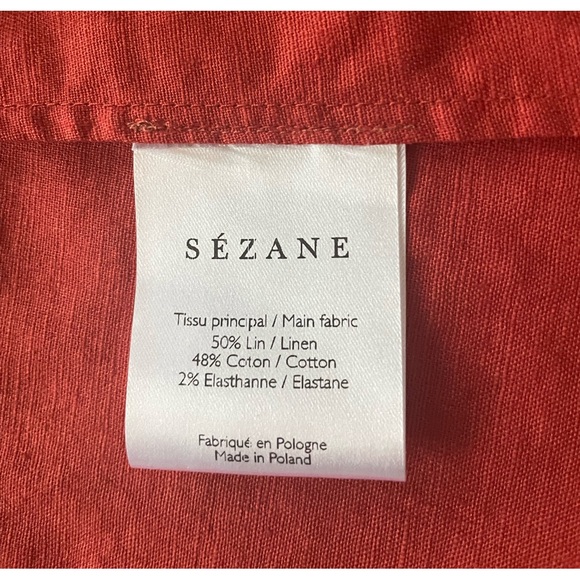 SÉZANE
Tissu principal / Main fabric
50% Lin / Linen
48% Coton / Cotton
2% Elasthanne / Elastane
Fabriqué en Pologne
Made in Poland